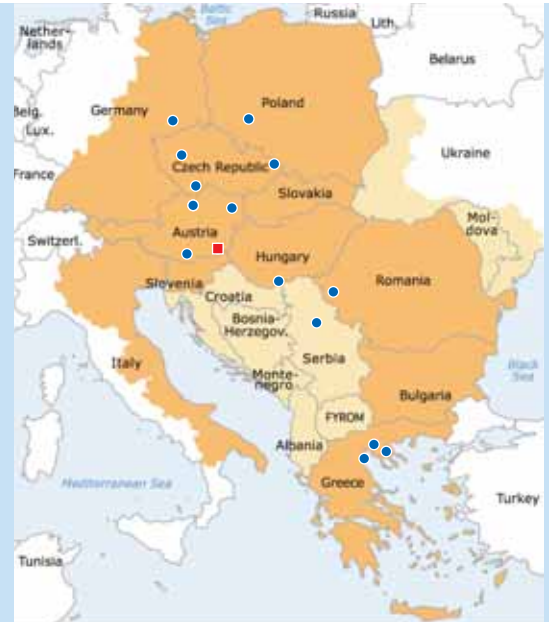 Baltic
Sea
Russia
Lith.
Nether-
lands
Belarus
Belg.
Lux.
Germany
Poland
Ukraine
Czech Republic
France
Slovakia
Mol-
dova
Austria
Switzerl.
Hungary
Romania
Slovenia
Croatia
Bosnia-
Herzegov.
Serbia
Italy
Monte-
negro
Black
Sea
Bulgaria
FYROM
Albania
Mediterranean Sea
Greece
Turkey
Tunisia